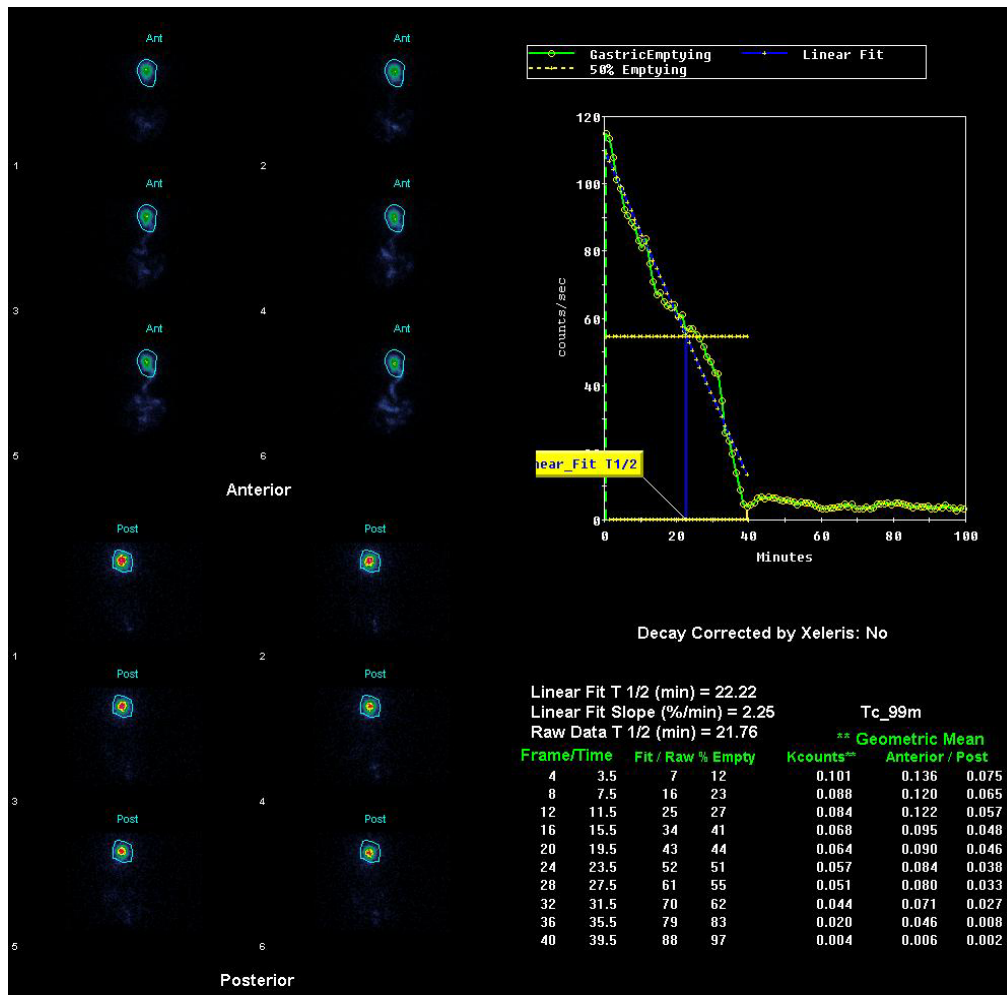 Ant Ant
1 2
Ant Ant
3 4
Ant Ant
5 6
Anterior
Post Post
1 2
Post Post
3 4
Post Post
5 6
Posterior
GastricEmptying Linear Fit
50% Emptying
120
100
80
60
40
0
counts/sec
near_Fit T1/2
0 20 40 60 80 100
Minutes
Decay Corrected by Xeleris: No
Linear Fit T 1/2 (min) = 22.22
Linear Fit Slope (%/min) = 2.25 Tc_99m
Raw Data T 1/2 (min) = 21.76 ** Geometric Mean
Frame/Time Fit / Raw % Empty Kcounts** Anterior / Post
4 3.5 7 12 0.101 0.136 0.075
8 7.5 16 23 0.088 0.120 0.065
12 11.5 25 27 0.084 0.122 0.057
16 15.5 34 41 0.068 0.095 0.048
20 19.5 43 44 0.064 0.090 0.046
24 23.5 52 51 0.057 0.084 0.038
28 27.5 61 55 0.051 0.080 0.033
32 31.5 70 62 0.044 0.071 0.027
36 35.5 79 83 0.020 0.046 0.008
40 39.5 88 97 0.004 0.006 0.002